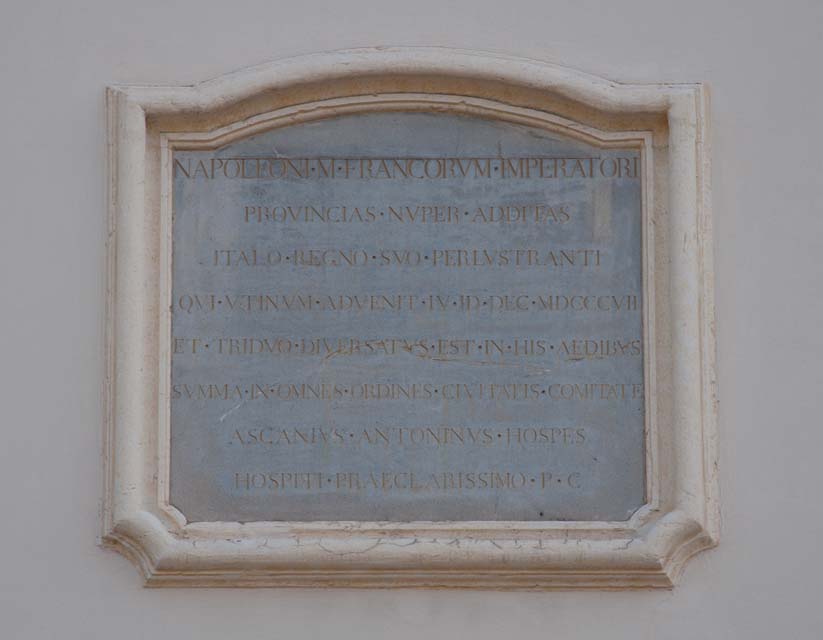 NAPOLEONI·M·FRANCORVM·IMPERATORI
PROVINCIAS·NVPER·ADDITAS
ITALO·REGNO·SVO·PERLVSTRANTI
QVI·VTINVM·ADVENIT·IV·ID·DEC·MDCCCVII
ET·TRIDVO·DIVERSATVS·EST·IN·HIS·AEDIBVS
SVMMA·IN·OMNES·ORDINES·CIVITATIS·COMITATE
ASCANIVS·ANTONINVS·HOSPES
HOSPITI·PRAECLARISSIMO·P·C